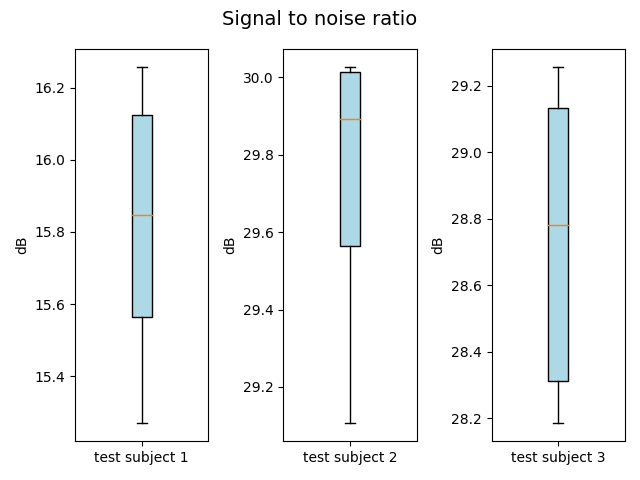 Signal to noise ratio
dB
16.2
16.0
15.8
15.6
15.4
test subject 1
dB
30.0
29.8
29.6
29.4
29.2
test subject 2
dB
29.2
29.0
28.8
28.6
28.4
28.2
test subject 3